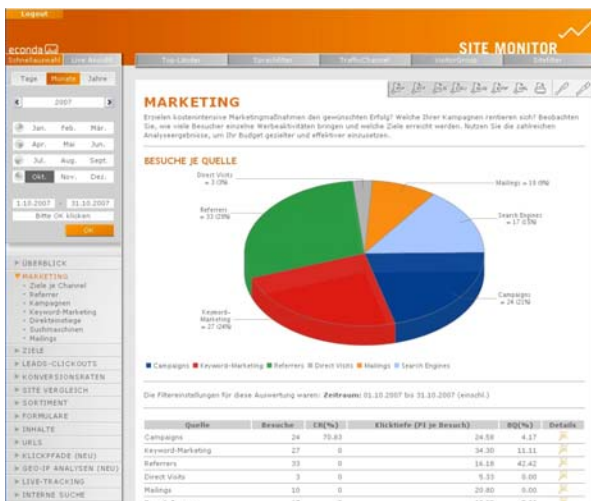 Logout
econda
SITE MONITOR
Schnellauswahl Live Ansicht
Top-Länder Sprachfilter TrafficChannel VisitorGroup Sitefilter
Tage Monate Jahre
2007
Jan. Feb. Mär.
Apr. Mai Jun.
Jul. Aug. Sept.
Okt. Nov. Dez.
1.10.2007 - 31.10.2007
Bitte OK klicken
OK
ÜBERBLICK
MARKETING
- Ziele je Channel
- Referrer
- Kampagnen
- Keyword-Marketing
- Direkteinstiege
- Suchmaschinen
- Mailings
ZIELE
LEADS-CLICKOUTS
KONVERSIONSRATEN
SITE VERGLEICH
SORTIMENT
FORMULARE
INHALTE
URLS
KLICKPFADE (NEU)
GEO-IP ANALYSEN (NEU)
LIVE-TRACKING
INTERNE SUCHE
MARKETING
Erzielen kostenintensive Marketingmaßnahmen den gewünschten Erfolg? Welche Ihrer Kampagnen rentieren sich? Beobachten
Sie, wie viele Besucher einzelne Werbeaktivitäten bringen und welche Ziele erreicht werden. Nutzen Sie die zahlreichen
Analyseergebnisse, um Ihr Budget gezielter und effektiver einzusetzen.
BESUCHE JE QUELLE
Direct Visits
= 3 (3%)
Mailings = 10 (9%)
Referrers
= 33 (29%)
Search Engines
= 17 (15%)
Campaigns
= 24 (21%)
Keyword-
Marketing
= 27 (24%)
Campaigns Keyword-Marketing Referrers Direct Visits Mailings Search Engines
Die Filtereinstellungen für diese Auswertung waren: Zeitraum: 01.10.2007 bis 31.10.2007 (einschl.)
Quelle Besuche CR(%) Klicktiefe (PI je Besuch) BQ(%) Details
Campaigns 24 70.83 24.58 4.17
Keyword-Marketing 27 0 34.30 11.11
Referrers 33 0 16.18 42.42
Direct Visits 3 0 5.33 0.00
Mailings 10 0 20.80 0.00